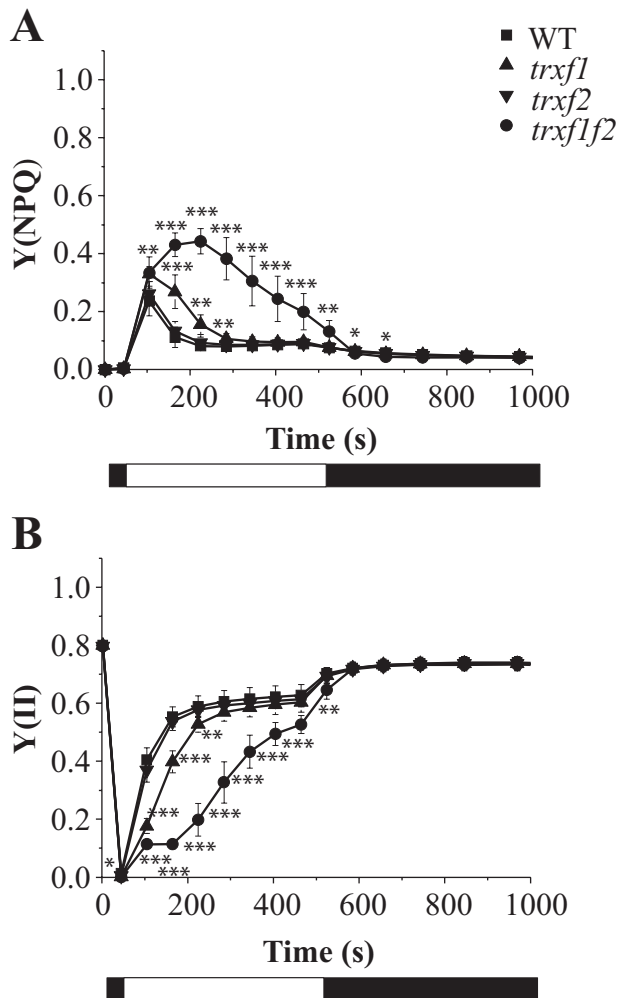 A
WT
trxf1
trxf2
trxf1f2
1.0
0.8
0.6
0.4
0.2
0.0
Y(NPQ)
** *** *** *** *** *** *** ** * *
*** ** **
0 200 400 600 800 1000
Time (s)
B
1.0
0.8
0.6
0.4
0.2
0.0
Y(II)
**
**
***
***
***
***
***
***
***
*
***
***
0 200 400 600 800 1000
Time (s)